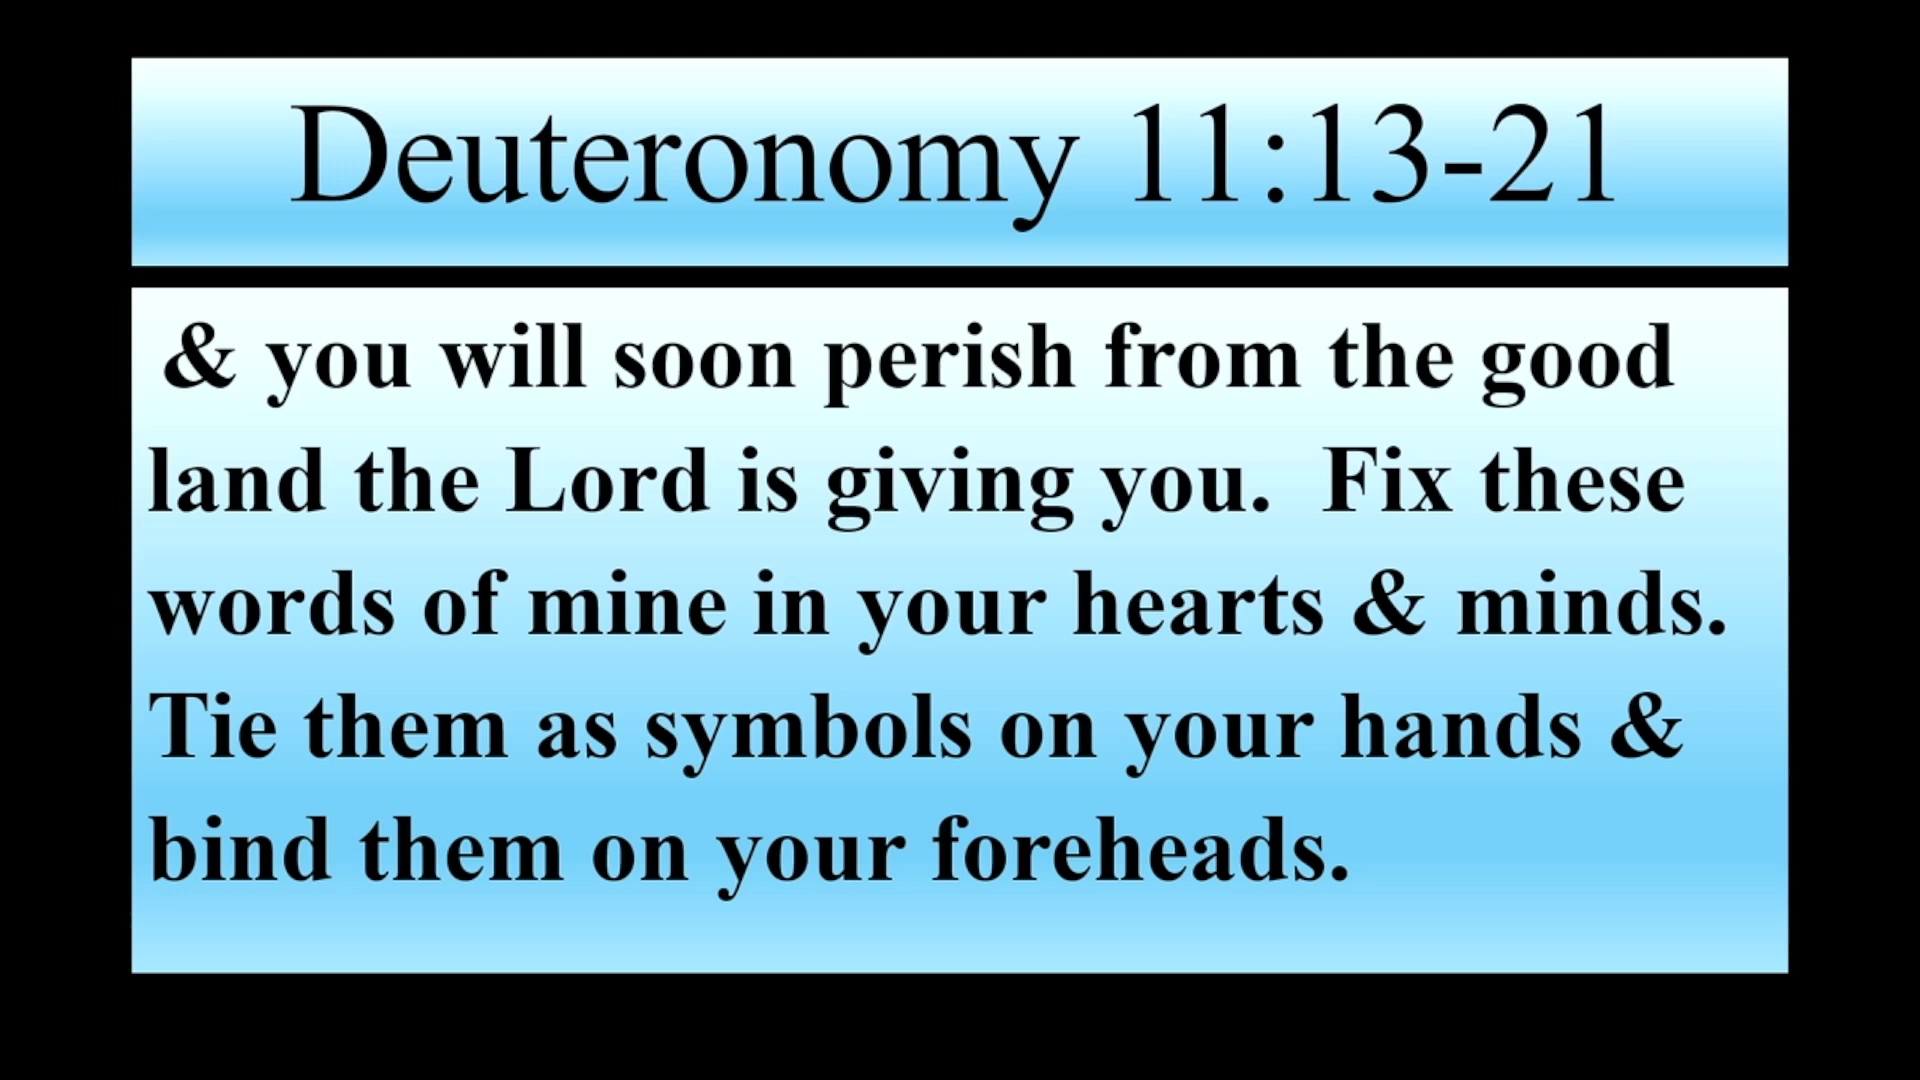 Deuteronomy 11:13-21
& you will soon perish from the good
land the Lord is giving you.  Fix these
words of mine in your hearts & minds.
Tie them as symbols on your hands &
bind them on your foreheads.